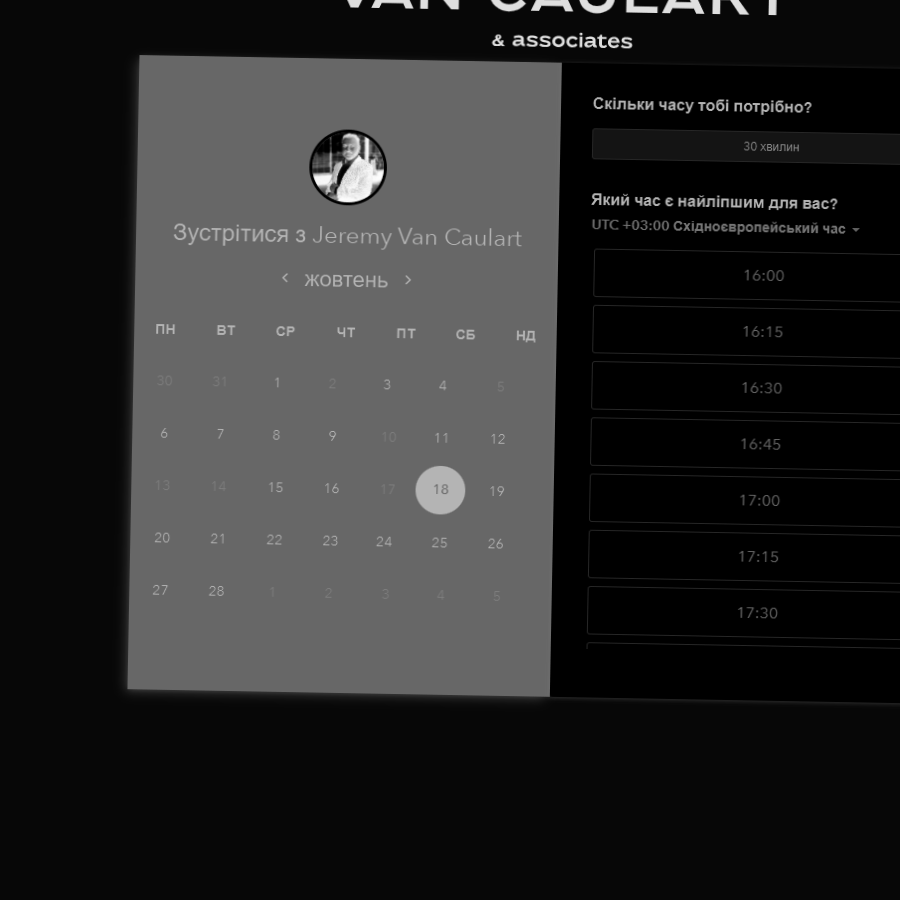 VAN CAULART
& associates
Зустрітися з Jeremy Van Caulart
жовтень
ПН ВТ СР ЧТ ПТ СБ НД
30 31 1 2 3 4 5
6 7 8 9 10 11 12
13 14 15 16 17 18 19
20 21 22 23 24 25 26
27 28 1 2 3 4 5
Скільки часу тобі потрібно?
30 хвилин
Який час є найліпшим для вас?
UTC +03:00 Східноєвропейський час
16:00
16:15
16:30
16:45
17:00
17:15
17:30